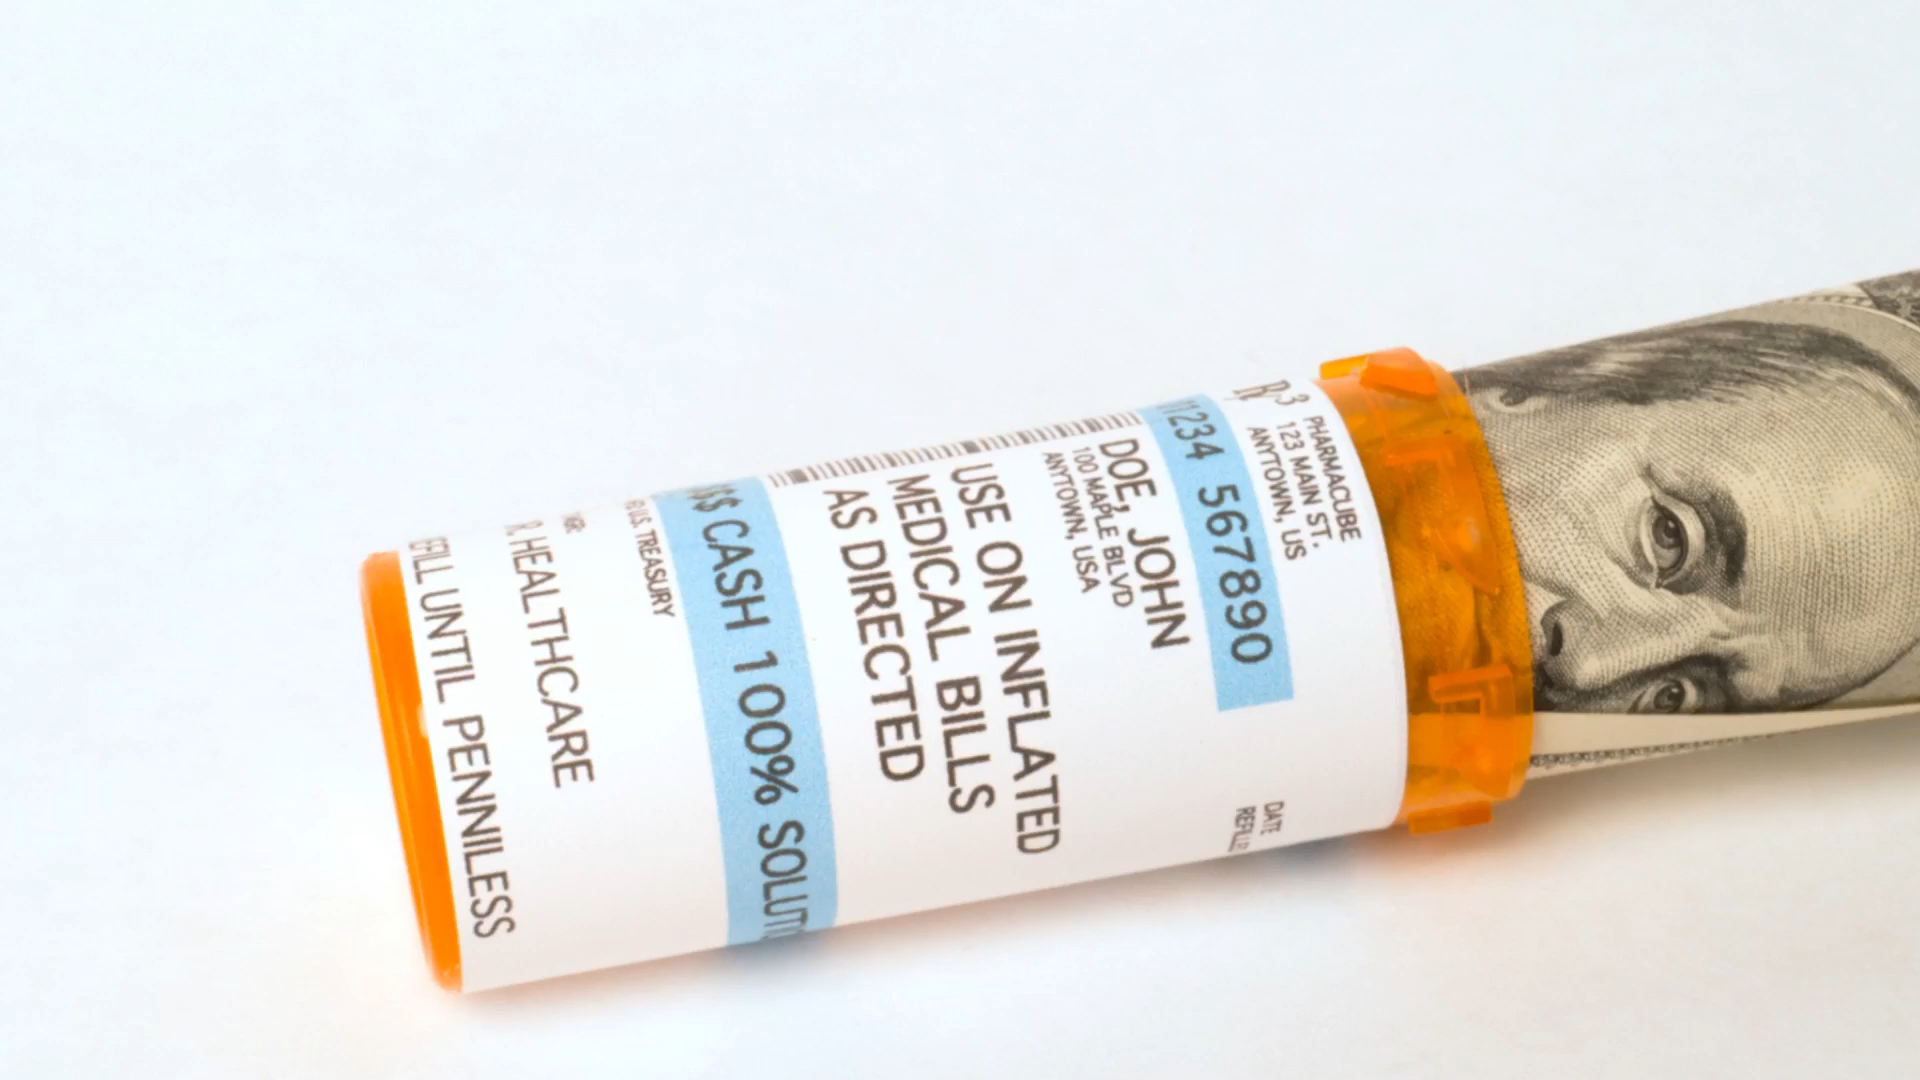 PHARMACUBE
123 MAIN ST.
ANYTOWN, US
1234 567890
DOE, JOHN
100 MAPLE BLVD
ANYTOWN, USA
DATE
USE ON INFLATED
MEDICAL BILLS
AS DIRECTED
$$ CASH 100%
U.S. TREASURY
HEALTHCARE
UNTIL PENNILESS